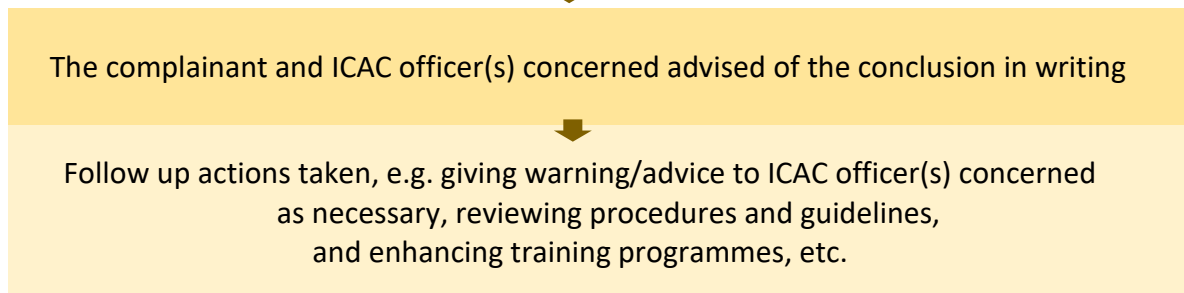 The complainant and ICAC officer(s) concerned advised of the conclusion in writing
Follow up actions taken, e.g. giving warning/advice to ICAC officer(s) concerned
as necessary, reviewing procedures and guidelines,
and enhancing training programmes, etc.